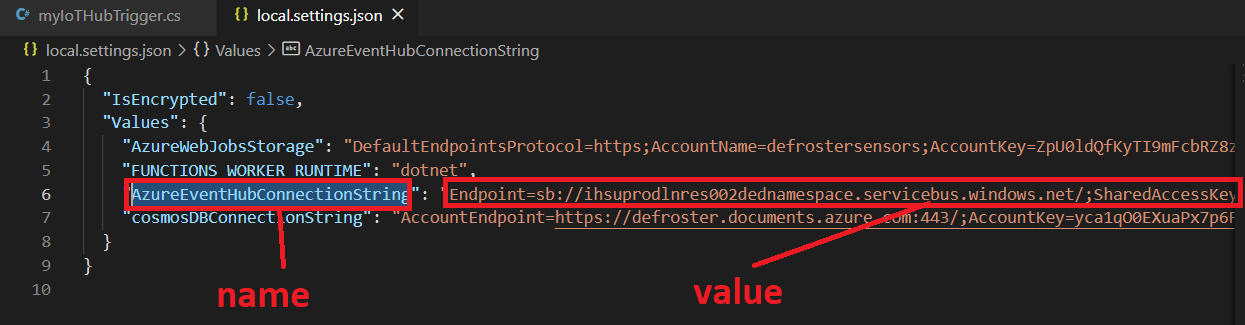 myIoTHubTrigger.cs
{} local.settings.json ×
{} local.settings.json > {} Values > abc AzureEventHubConnectionString
1 {
2 "IsEncrypted": false,
3 "Values": {
4 "AzureWebJobsStorage": "DefaultEndpointsProtocol=https;AccountName=defrostersensors;AccountKey=ZpU0ldQfKyTI9mFcbRZ8z
5 "FUNCTIONS_WORKER_RUNTIME": "dotnet",
6 "AzureEventHubConnectionString": "Endpoint=sb://ihsuprodlnres002dednamespace.servicebus.windows.net/;SharedAccessKey
7 "cosmosDBConnectionString": "AccountEndpoint=https://defroster.documents.azure.com:443/;AccountKey=yca1qO0EXuaPx7p6F
8 }
9 }
10
name
value